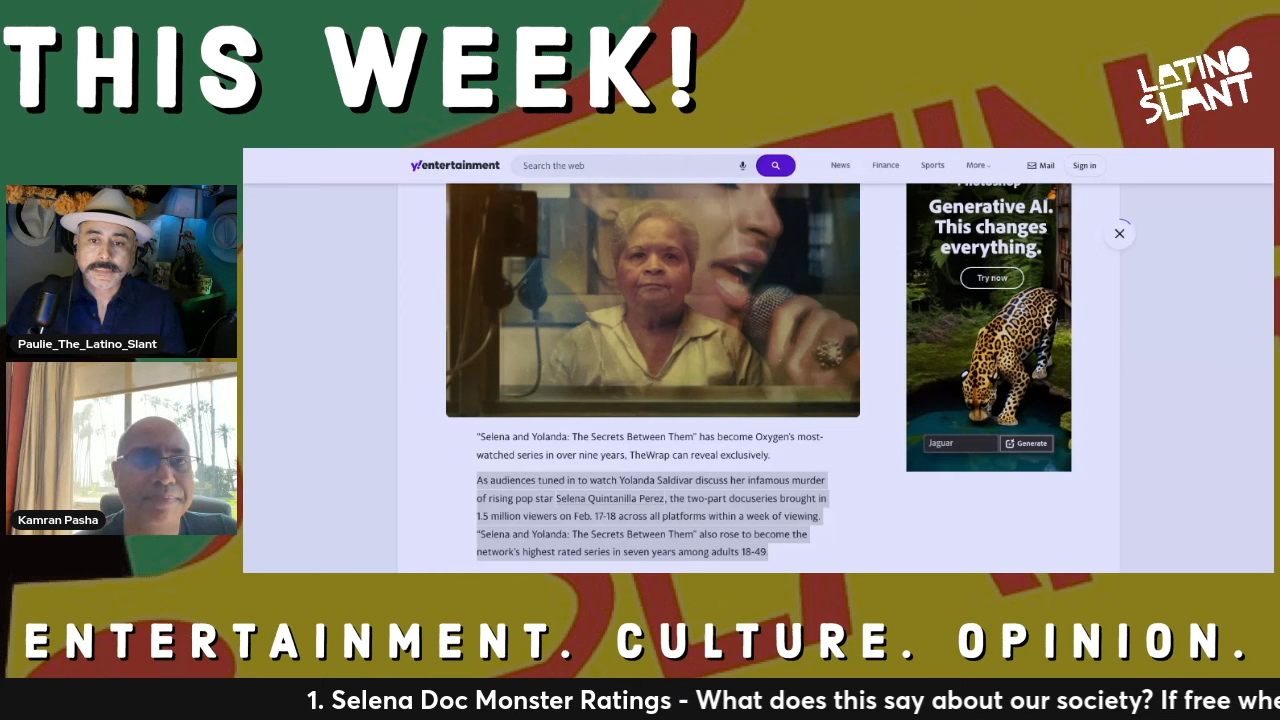 THIS WEEK!
LATINO
SLANT
y!entertainment
Search the web
News
Finance
Sports
More
Mail
Sign in
Photoshop
Generative AI.
This changes
everything.
Try now
Jaguar
Generate
Paulie_The_Latino_Slant
Kamran Pasha
"Selena and Yolanda: The Secrets Between Them" has become Oxygen's most-
watched series in over nine years, TheWrap can reveal exclusively.
As audiences tuned in to watch Yolanda Saldivar discuss her infamous murder
of rising pop star Selena Quintanilla Perez, the two-part docuseries brought in
1.5 million viewers on Feb. 17-18 across all platforms within a week of viewing.
"Selena and Yolanda: The Secrets Between Them" also rose to become the
network's highest rated series in seven years among adults 18-49.
ENTERTAINMENT. CULTURE. OPINION.
1. Selena Doc Monster Ratings - What does this say about our society? If free whe